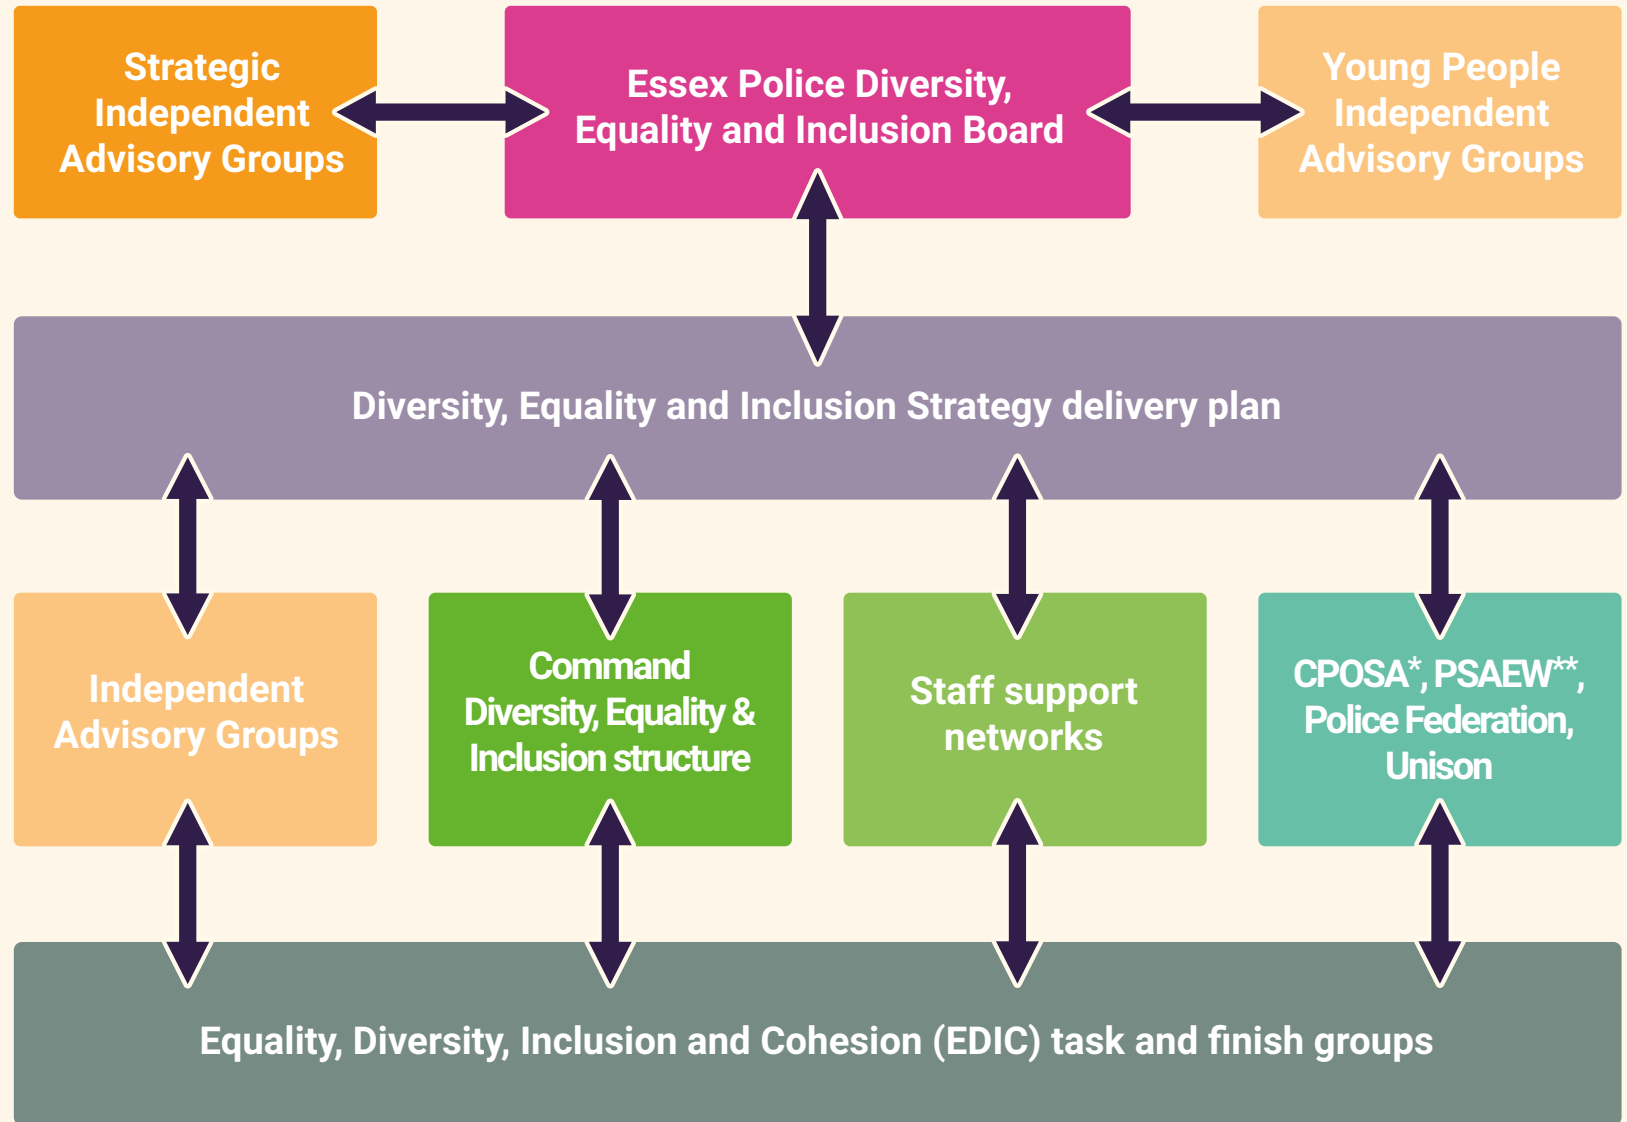 Strategic
Independent
Advisory Groups
Essex Police Diversity,
Equality and Inclusion Board
Young People
Independent
Advisory Groups
Diversity, Equality and Inclusion Strategy delivery plan
Independent
Advisory Groups
Command
Diversity, Equality &
Inclusion structure
Staff support
networks
CPOSA*, PSAEW**,
Police Federation,
Unison
Equality, Diversity, Inclusion and Cohesion (EDIC) task and finish groups